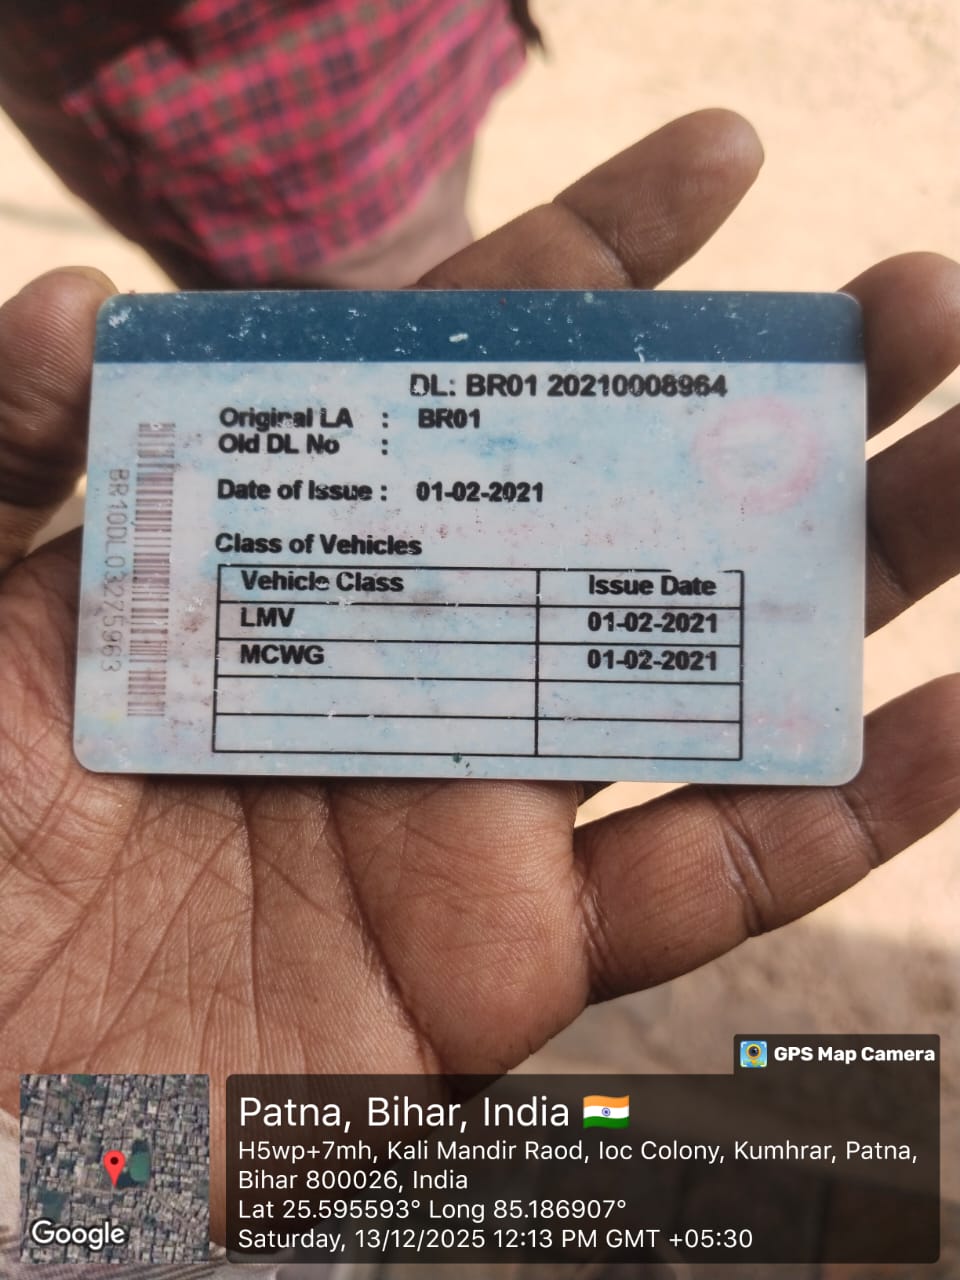 DL: BR01 20210008964
Original LA : BR01
Old DL No :
Date of Issue : 01-02-2021
Class of Vehicles
Vehicle Class Issue Date
LMV 01-02-2021
MCWG 01-02-2021
BR10DL03275963
GPS Map Camera
Patna, Bihar, India
H5wp+7mh, Kali Mandir Raod, Ioc Colony, Kumhrar, Patna,
Bihar 800026, India
Lat 25.595593° Long 85.186907°
Saturday, 13/12/2025 12:13 PM GMT +05:30
Google